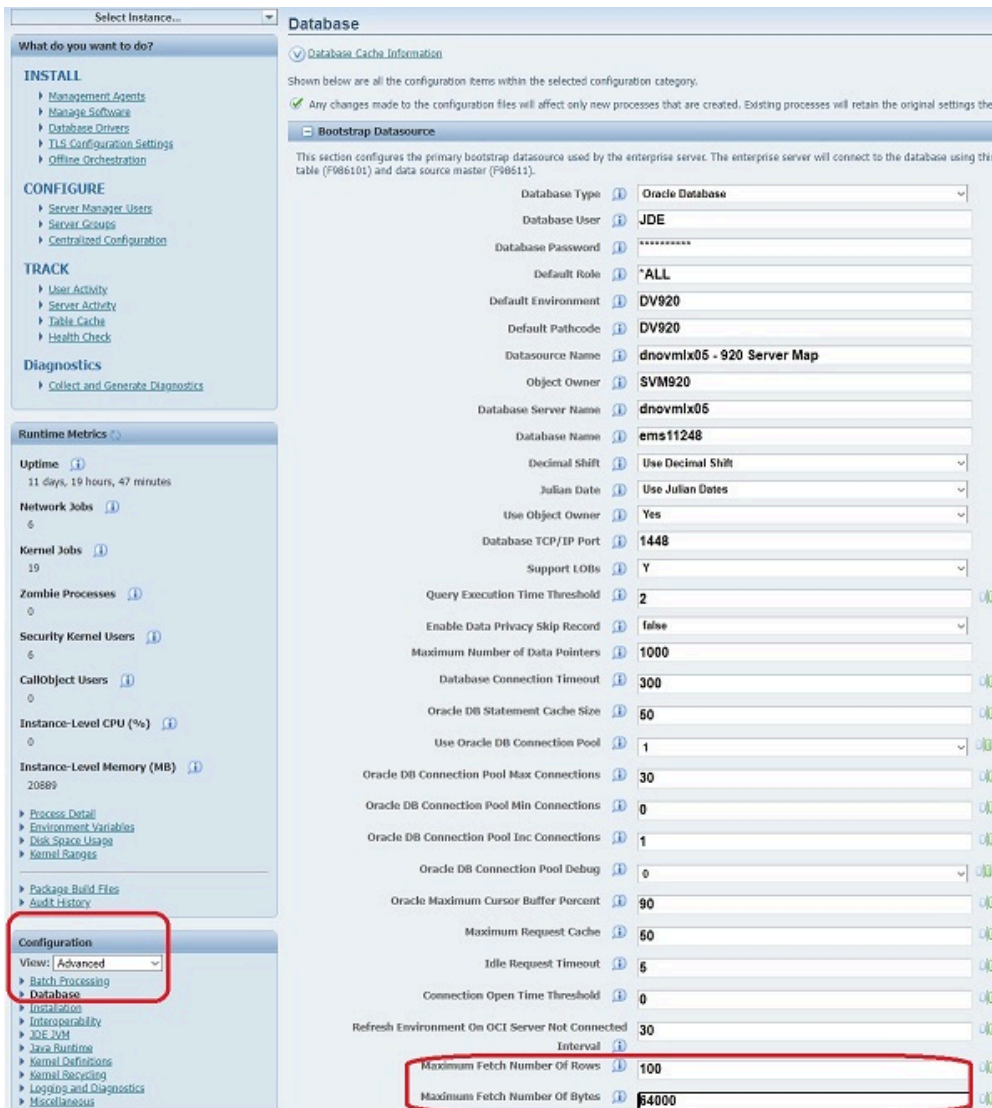 Select Instance...
What do you want to do?
INSTALL
Management Agents
Manage Software
Database Drivers
TLS Configuration Settings
Offline Orchestration
CONFIGURE
Server Manager Users
Server Groups
Centralized Configuration
TRACK
User Activity
Server Activity
Table Cache
Health Check
Diagnostics
Collect and Generate Diagnostics
Runtime Metrics
Uptime
11 days, 19 hours, 47 minutes
Network Jobs
6
Kernel Jobs
19
Zombie Processes
0
Security Kernel Users
6
CallObject Users
0
Instance-Level CPU (%)
0
Instance-Level Memory (MB)
20889
Process Detail
Environment Variables
Disk Space Usage
Kernel Ranges
Package Build Files
Audit History
Configuration
View: Advanced
Batch Processing
Database
Installation
Interoperability
JDE JVM
Java Runtime
Kernel Definitions
Kernel Recycling
Logging and Diagnostics
Miscellaneous
Database
Database Cache Information
Shown below are all the configuration items within the selected configuration category.
Any changes made to the configuration files will affect only new processes that are created. Existing processes will retain the original settings the
Bootstrap Datasource
This section configures the primary bootstrap datasource used by the enterprise server. The enterprise server will connect to the database using this
table (F986101) and data source master (F98611).
Database Type Oracle Database
Database User JDE
Database Password **********
Default Role *ALL
Default Environment DV920
Default Pathcode DV920
Datasource Name dnovmlx05 - 920 Server Map
Object Owner SVM920
Database Server Name dnovmlx05
Database Name ems11248
Decimal Shift Use Decimal Shift
Julian Date Use Julian Dates
Use Object Owner Yes
Database TCP/IP Port 1448
Support LOBs Y
Query Execution Time Threshold 2
Enable Data Privacy Skip Record false
Maximum Number of Data Pointers 1000
Database Connection Timeout 300
Oracle DB Statement Cache Size 50
Use Oracle DB Connection Pool 1
Oracle DB Connection Pool Max Connections 30
Oracle DB Connection Pool Min Connections 0
Oracle DB Connection Pool Inc Connections 1
Oracle DB Connection Pool Debug 0
Oracle Maximum Cursor Buffer Percent 90
Maximum Request Cache 50
Idle Request Timeout 5
Connection Open Time Threshold 0
Refresh Environment On OCI Server Not Connected 30
Interval
Maximum Fetch Number Of Rows 100
Maximum Fetch Number Of Bytes 64000